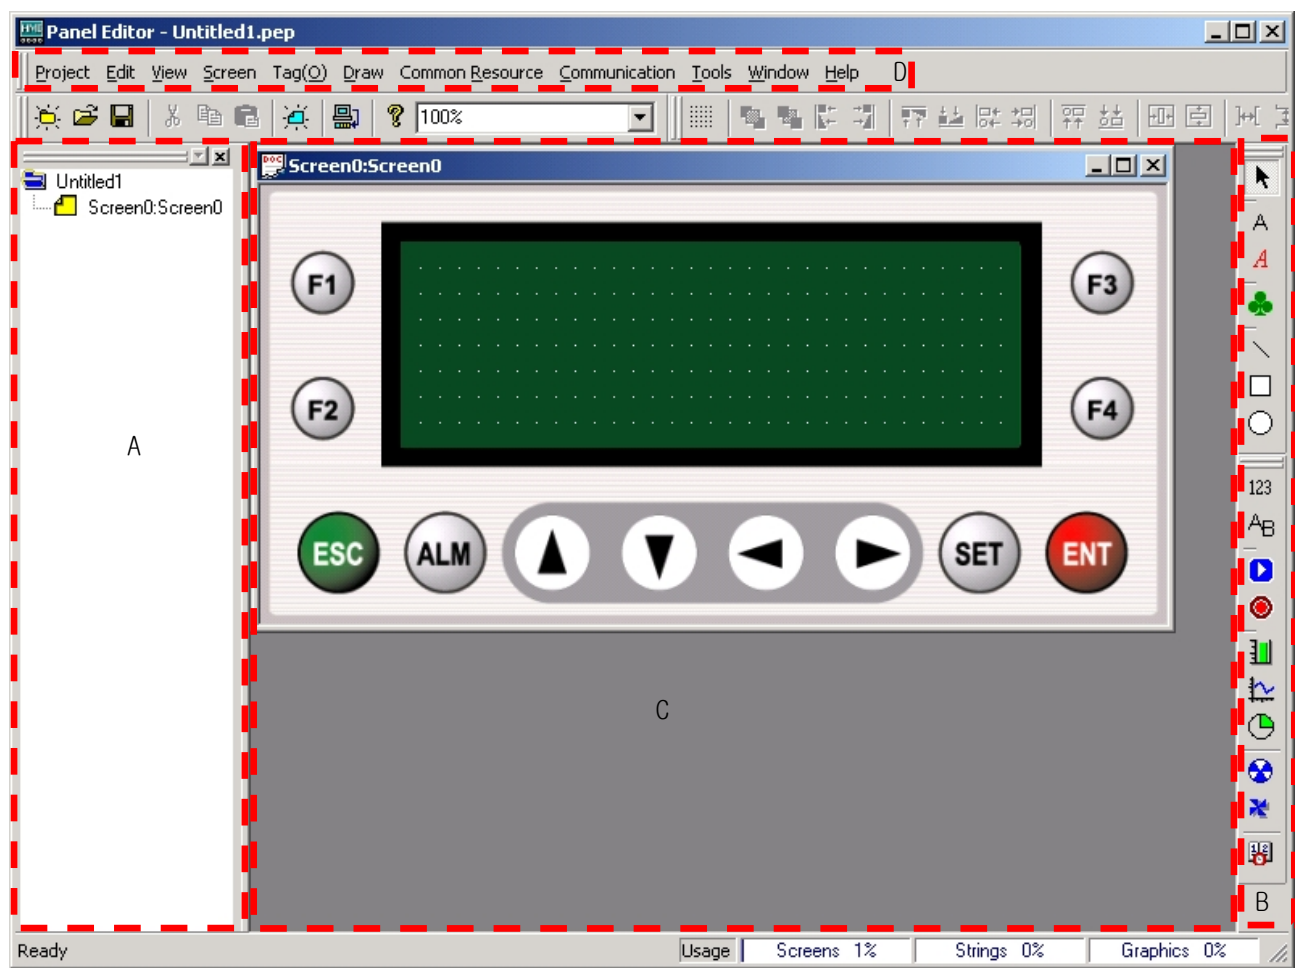 Panel Editor - Untitled1.pep
Project Edit View Screen Tag(O) Draw Common Resource Communication Tools Window Help D
100%
Untitled1
Screen0:Screen0
A
DOC Screen0:Screen0
F1 F3
F2 F4
ESC ALM SET ENT
C
A
A
123
AB
12
B
Ready Usage Screens 1% Strings 0% Graphics 0%